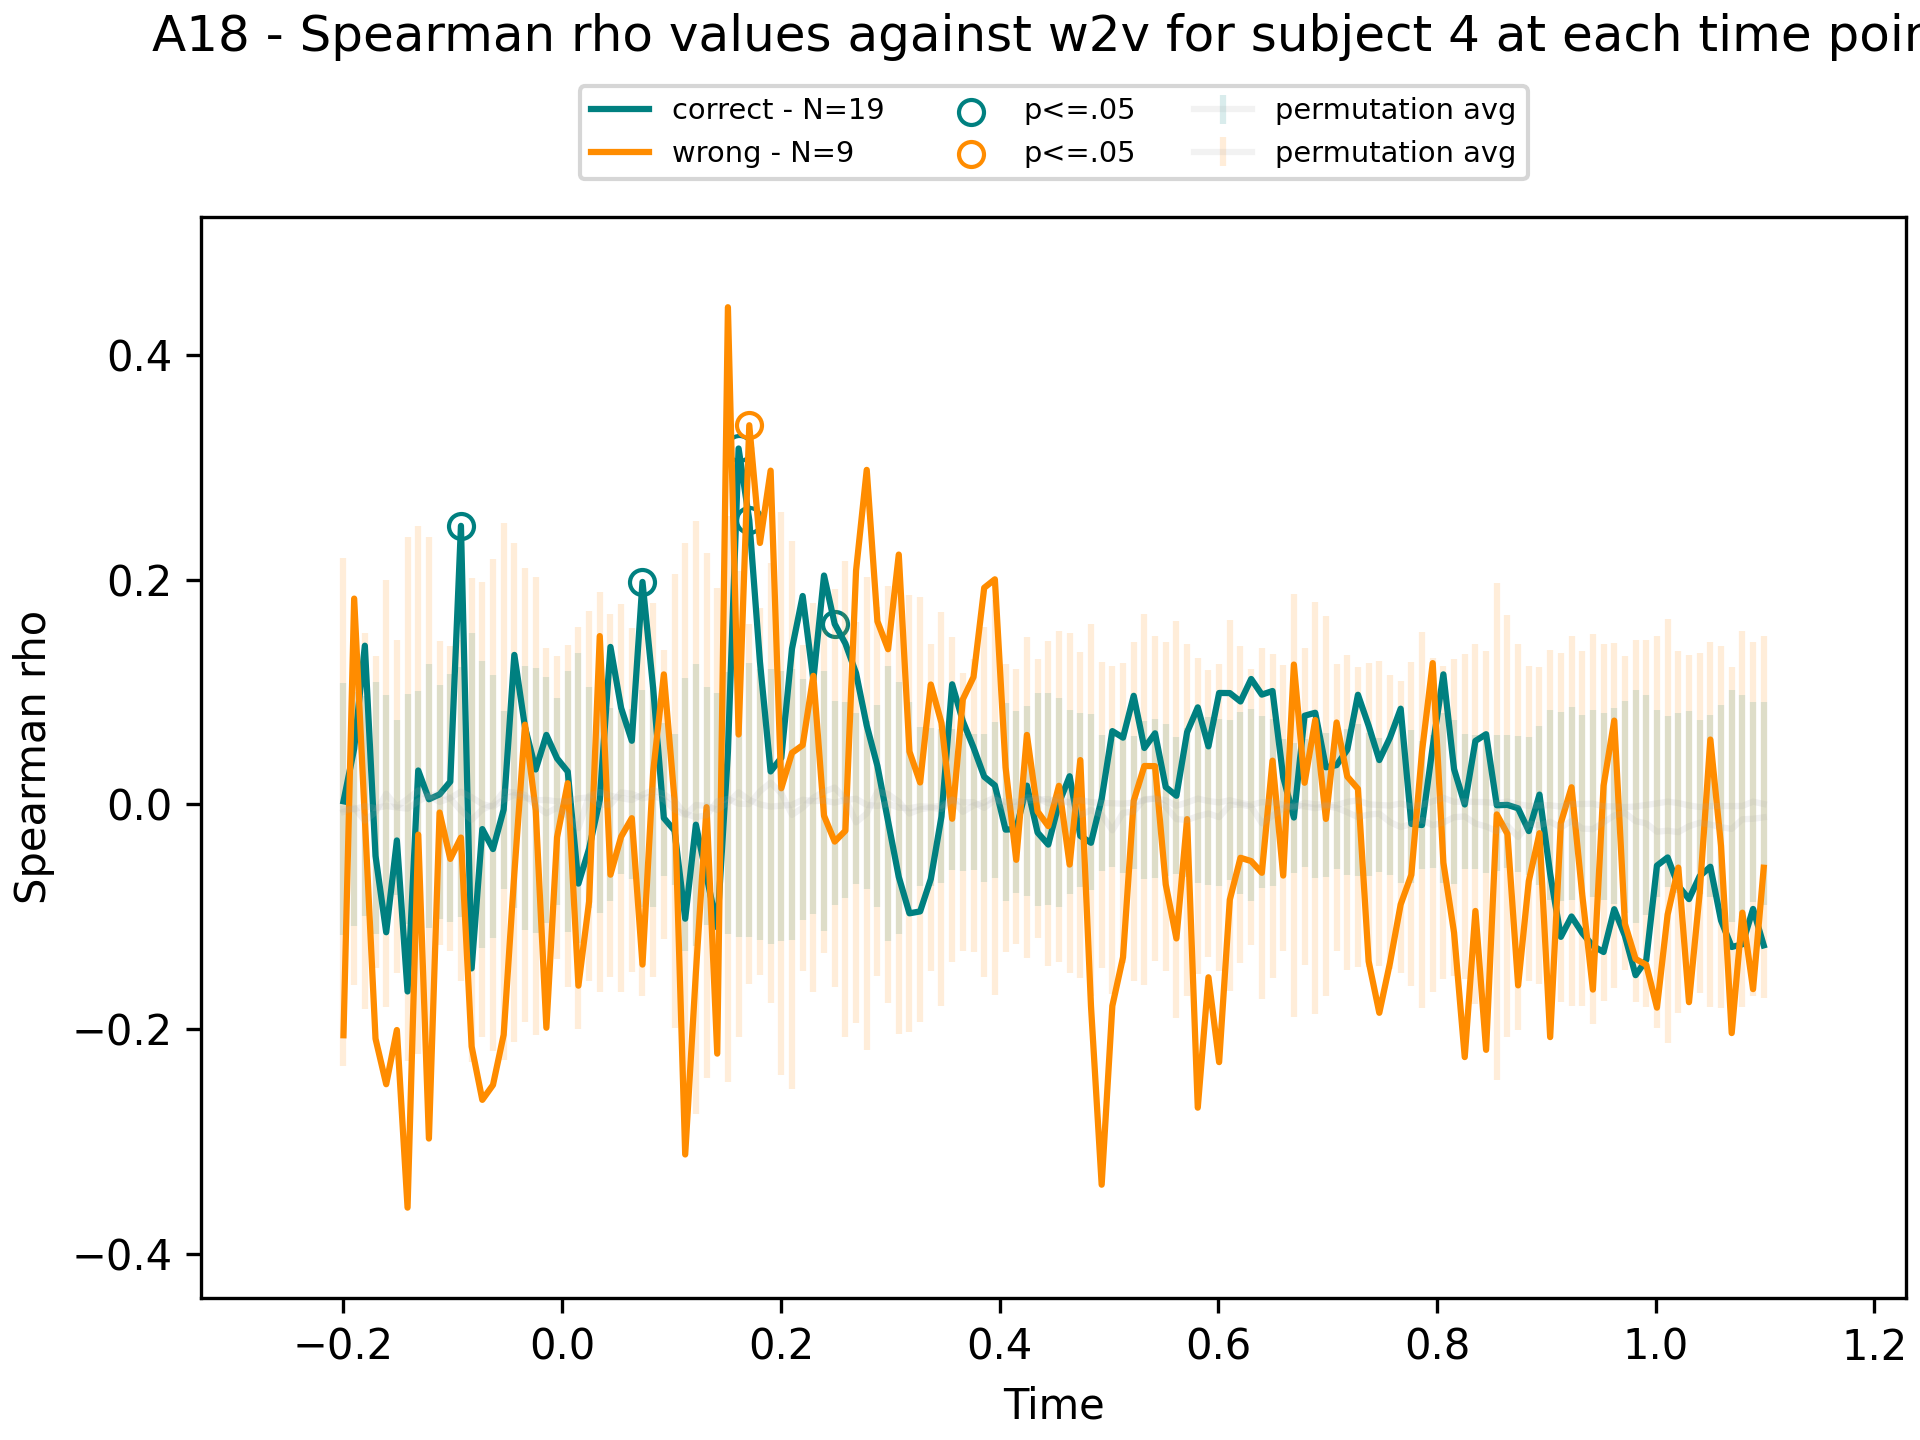 A18 - Spearman rho values against w2v for subject 4 at each time poin
correct - N=19 p<=.05 permutation avg
wrong - N=9 p<=.05 permutation avg
Spearman rho
0.4
0.2
0.0
−0.2
−0.4
−0.2 0.0 0.2 0.4 0.6 0.8 1.0 1.2
Time